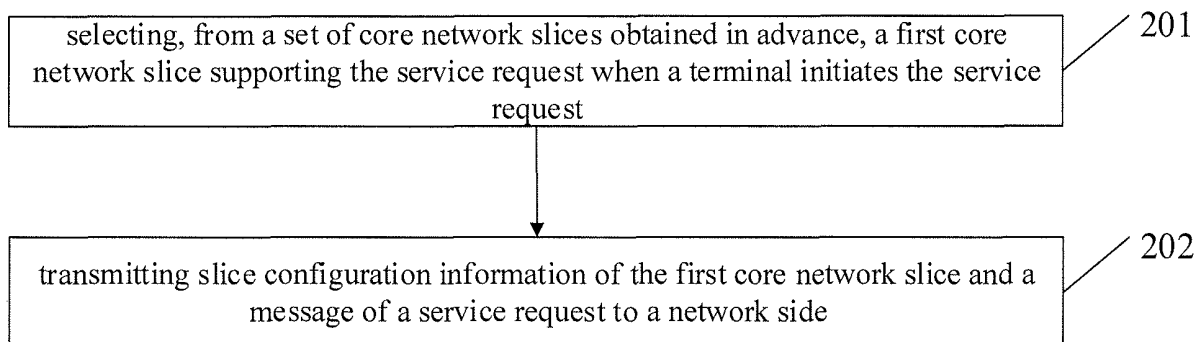 selecting, from a set of core network slices obtained in advance, a first core
network slice supporting the service request when a terminal initiates the service
request
201
transmitting slice configuration information of the first core network slice and a
message of a service request to a network side
202